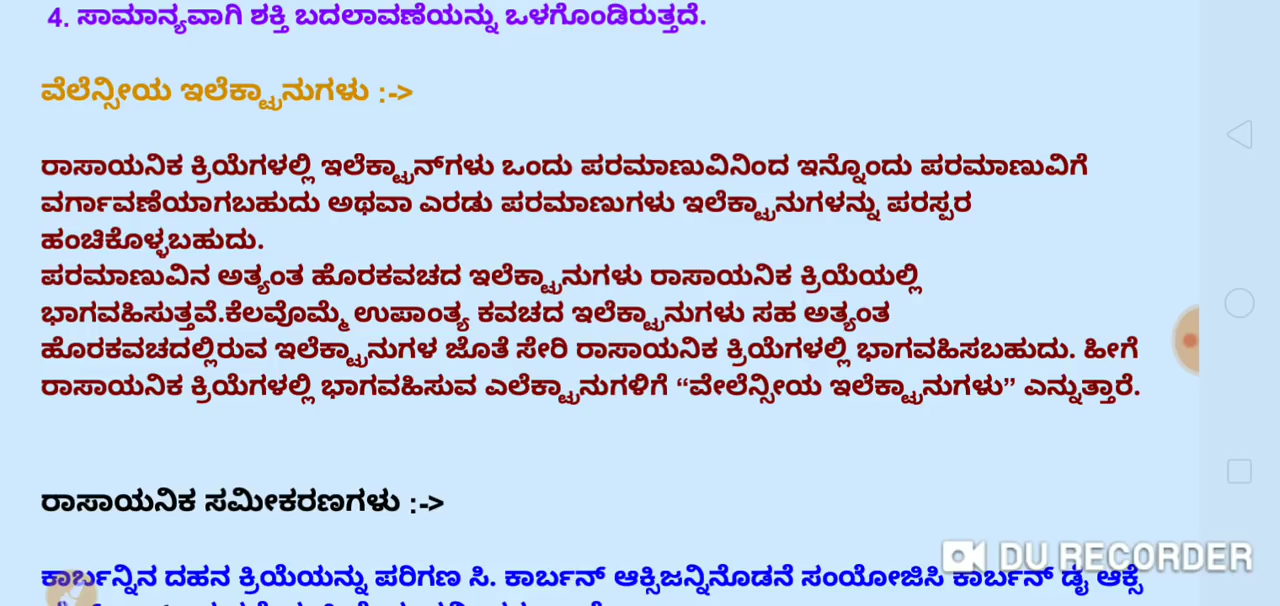 4. ಸಾಮಾನ್ಯವಾಗಿ ಶಕ್ತಿ ಬದಲಾವಣೆಯನ್ನು ಒಳಗೊಂಡಿರುತ್ತದೆ.
ವೆಲೆನ್ಸೀಯ ಇಲೆಕ್ಟ್ರಾನುಗಳು :->
ರಾಸಾಯನಿಕ ಕ್ರಿಯೆಗಳಲ್ಲಿ ಇಲೆಕ್ಟ್ರಾನ್‌ಗಳು ಒಂದು ಪರಮಾಣುವಿನಿಂದ ಇನ್ನೊಂದು ಪರಮಾಣುವಿಗೆ
ವರ್ಗಾವಣೆಯಾಗಬಹುದು ಅಥವಾ ಎರಡು ಪರಮಾಣುಗಳು ಇಲೆಕ್ಟ್ರಾನುಗಳನ್ನು ಪರಸ್ಪರ
ಹಂಚಿಕೊಳ್ಳಬಹುದು.
ಪರಮಾಣುವಿನ ಅತ್ಯಂತ ಹೊರಕವಚದ ಇಲೆಕ್ಟ್ರಾನುಗಳು ರಾಸಾಯನಿಕ ಕ್ರಿಯೆಯಲ್ಲಿ
ಭಾಗವಹಿಸುತ್ತವೆ.ಕೆಲವೊಮ್ಮೆ ಉಪಾಂತ್ಯ ಕವಚದ ಇಲೆಕ್ಟ್ರಾನುಗಳು ಸಹ ಅತ್ಯಂತ
ಹೊರಕವಚದಲ್ಲಿರುವ ಇಲೆಕ್ಟ್ರಾನುಗಳ ಜೊತೆ ಸೇರಿ ರಾಸಾಯನಿಕ ಕ್ರಿಯೆಗಳಲ್ಲಿ ಭಾಗವಹಿಸಬಹುದು. ಹೀಗೆ
ರಾಸಾಯನಿಕ ಕ್ರಿಯೆಗಳಲ್ಲಿ ಭಾಗವಹಿಸುವ ಎಲೆಕ್ಟ್ರಾನುಗಳಿಗೆ “ವೇಲೆನ್ಸೀಯ ಇಲೆಕ್ಟ್ರಾನುಗಳು” ಎನ್ನುತ್ತಾರೆ.
ರಾಸಾಯನಿಕ ಸಮೀಕರಣಗಳು :->
ಕಾರ್ಬನ್ನಿನ ದಹನ ಕ್ರಿಯೆಯನ್ನು ಪರಿಗಣ ಸಿ. ಕಾರ್ಬನ್ ಆಕ್ಸಿಜನ್ನಿನೊಡನೆ ಸಂಯೋಜಿಸಿ ಕಾರ್ಬನ್ ಡೈ ಆಕ್ಸೆ
DU RECORDER